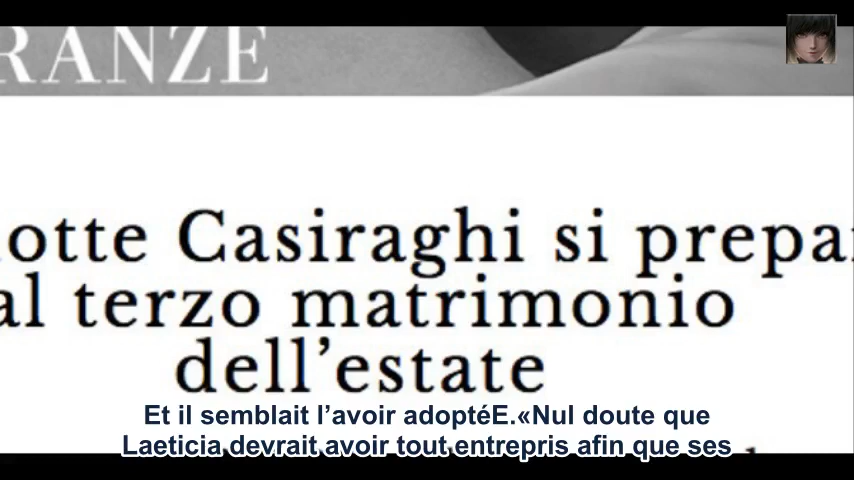 RANZE
otte Casiraghi si prepa
al terzo matrimonio
dell’estate
Et il semblait l’avoir adoptéE.«Nul doute que
Laeticia devrait avoir tout entrepris afin que ses